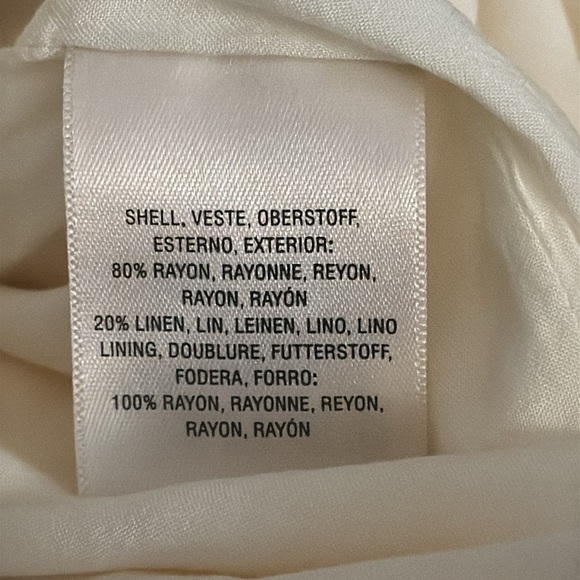 SHELL, VESTE, OBERSTOFF,
ESTERNO, EXTERIOR:
80% RAYON, RAYONNE, REYON,
RAYON, RAYÓN
20% LINEN, LIN, LEINEN, LINO, LINO
LINING, DOUBLURE, FUTTERSTOFF,
FODERA, FORRO:
100% RAYON, RAYONNE, REYON,
RAYON, RAYÓN